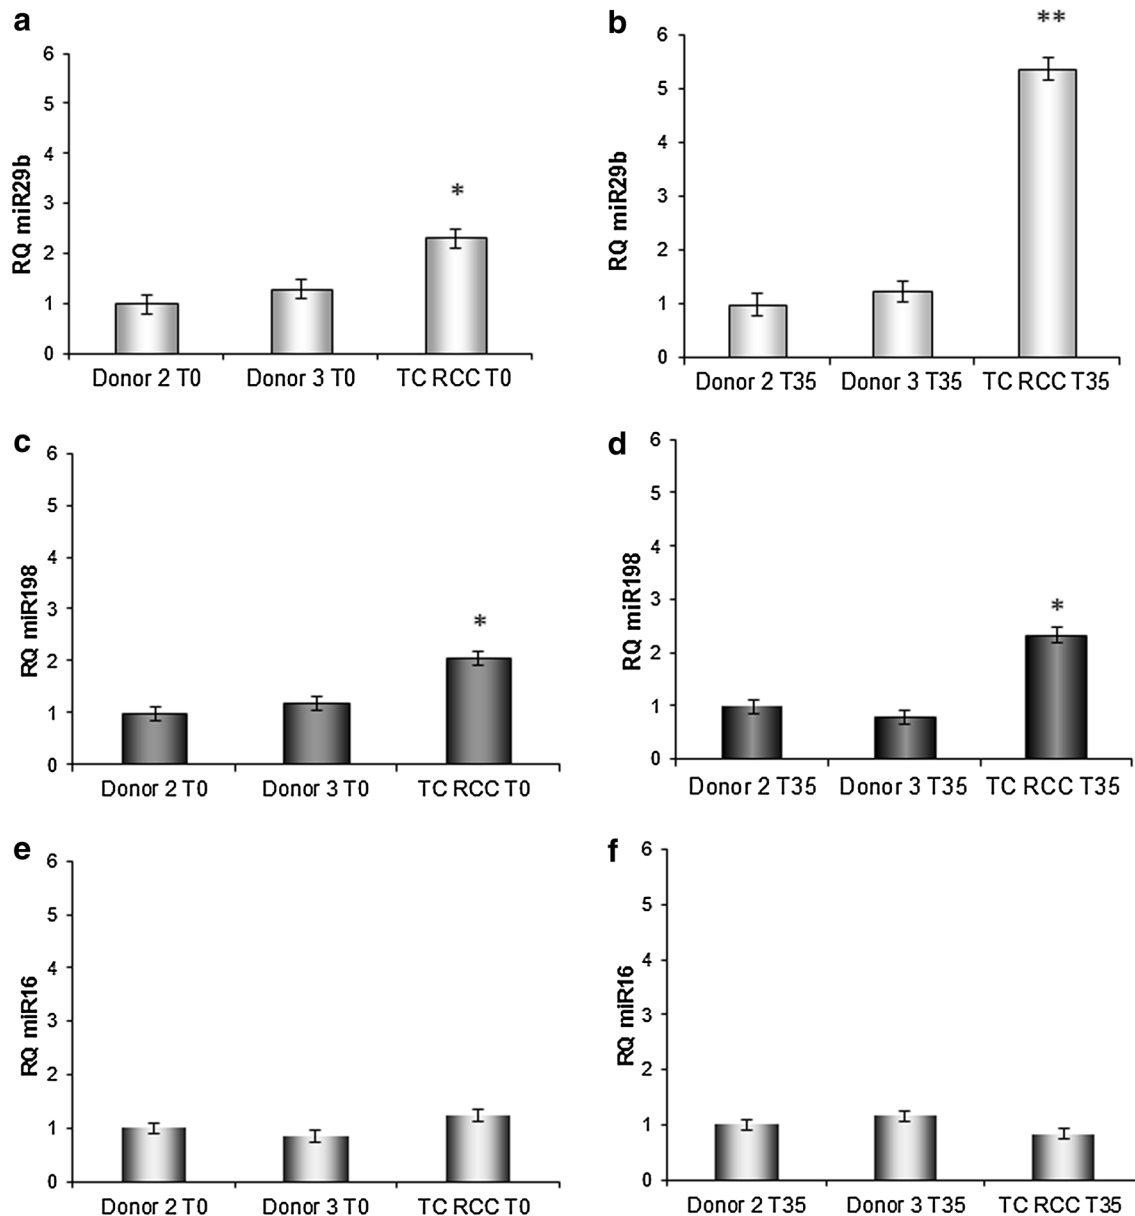 a
6
5
4
3
2
1
0
RQ miR29b
*
Donor 2 T0
Donor 3 T0
TC RCC T0
b
6
5
4
3
2
1
0
RQ miR29b
**
Donor 2 T35
Donor 3 T35
TC RCC T35
c
6
5
4
3
2
1
0
RQ miR198
*
Donor 2 T0
Donor 3 T0
TC RCC T0
d
6
5
4
3
2
1
0
RQ miR198
*
Donor 2 T35
Donor 3 T35
TC RCC T35
e
6
5
4
3
2
1
0
RQ miR16
Donor 2 T0
Donor 3 T0
TC RCC T0
f
6
5
4
3
2
1
0
RQ miR16
Donor 2 T35
Donor 3 T35
TC RCC T35